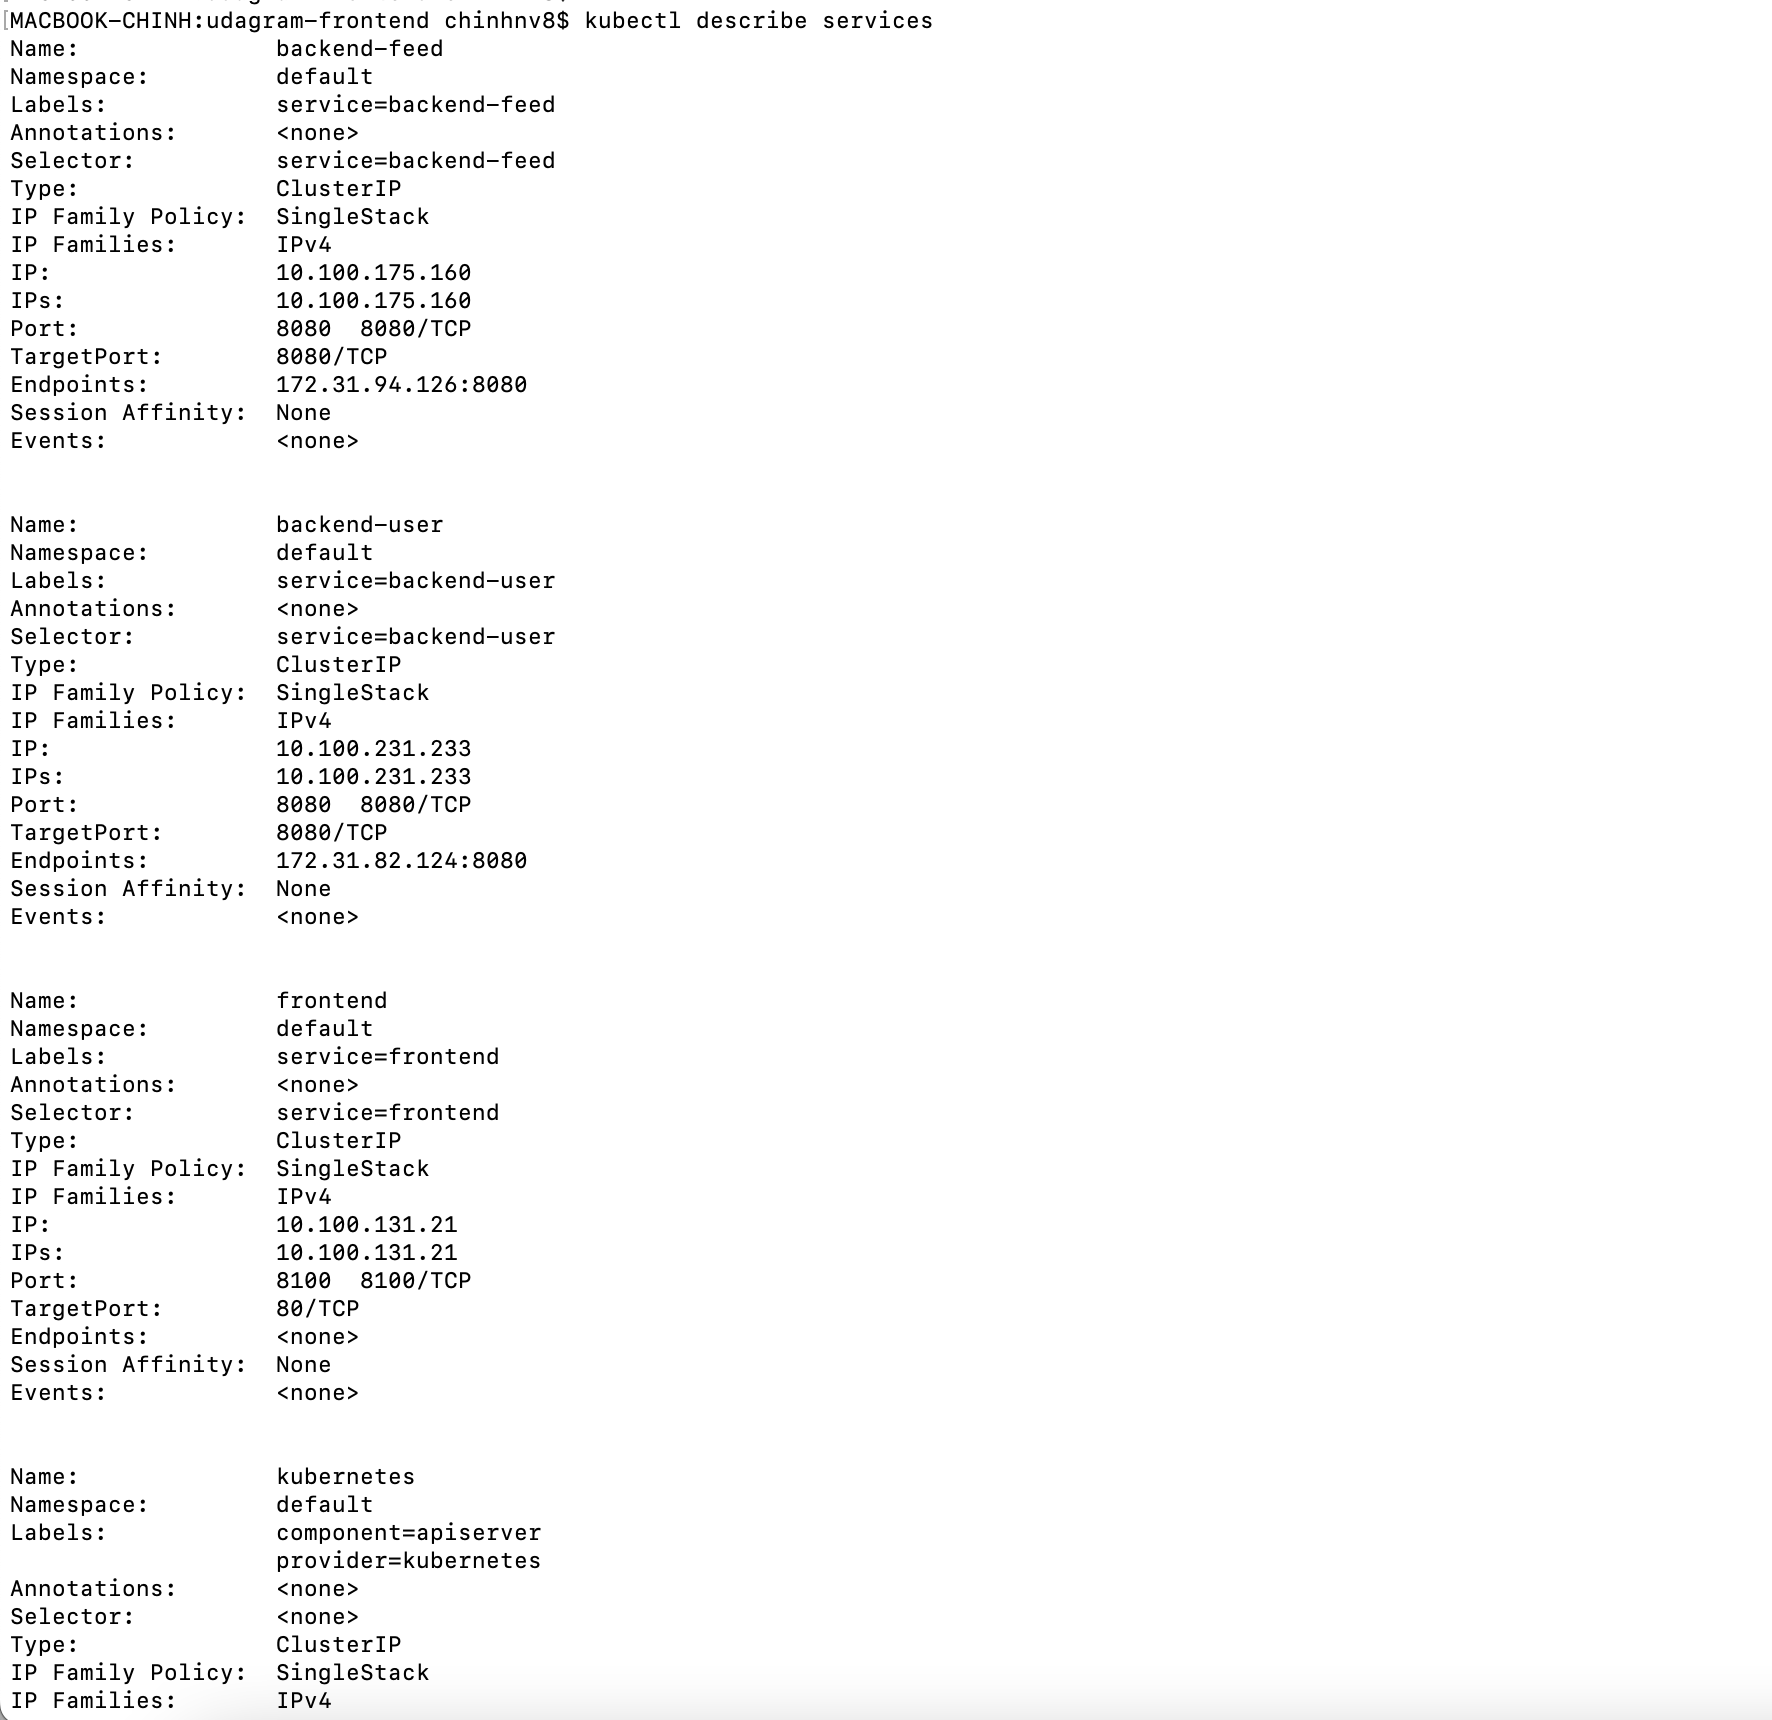 MACBOOK-CHINH:udagram-frontend chinhnv8$ kubectl describe services
Name:              backend-feed
Namespace:         default
Labels:            service=backend-feed
Annotations:       <none>
Selector:          service=backend-feed
Type:              ClusterIP
IP Family Policy:  SingleStack
IP Families:       IPv4
IP:                10.100.175.160
IPs:               10.100.175.160
Port:              8080  8080/TCP
TargetPort:        8080/TCP
Endpoints:         172.31.94.126:8080
Session Affinity:  None
Events:            <none>

Name:              backend-user
Namespace:         default
Labels:            service=backend-user
Annotations:       <none>
Selector:          service=backend-user
Type:              ClusterIP
IP Family Policy:  SingleStack
IP Families:       IPv4
IP:                10.100.231.233
IPs:               10.100.231.233
Port:              8080  8080/TCP
TargetPort:        8080/TCP
Endpoints:         172.31.82.124:8080
Session Affinity:  None
Events:            <none>

Name:              frontend
Namespace:         default
Labels:            service=frontend
Annotations:       <none>
Selector:          service=frontend
Type:              ClusterIP
IP Family Policy:  SingleStack
IP Families:       IPv4
IP:                10.100.131.21
IPs:               10.100.131.21
Port:              8100  8100/TCP
TargetPort:        80/TCP
Endpoints:         <none>
Session Affinity:  None
Events:            <none>

Name:              kubernetes
Namespace:         default
Labels:            component=apiserver
                   provider=kubernetes
Annotations:       <none>
Selector:          <none>
Type:              ClusterIP
IP Family Policy:  SingleStack
IP Families:       IPv4